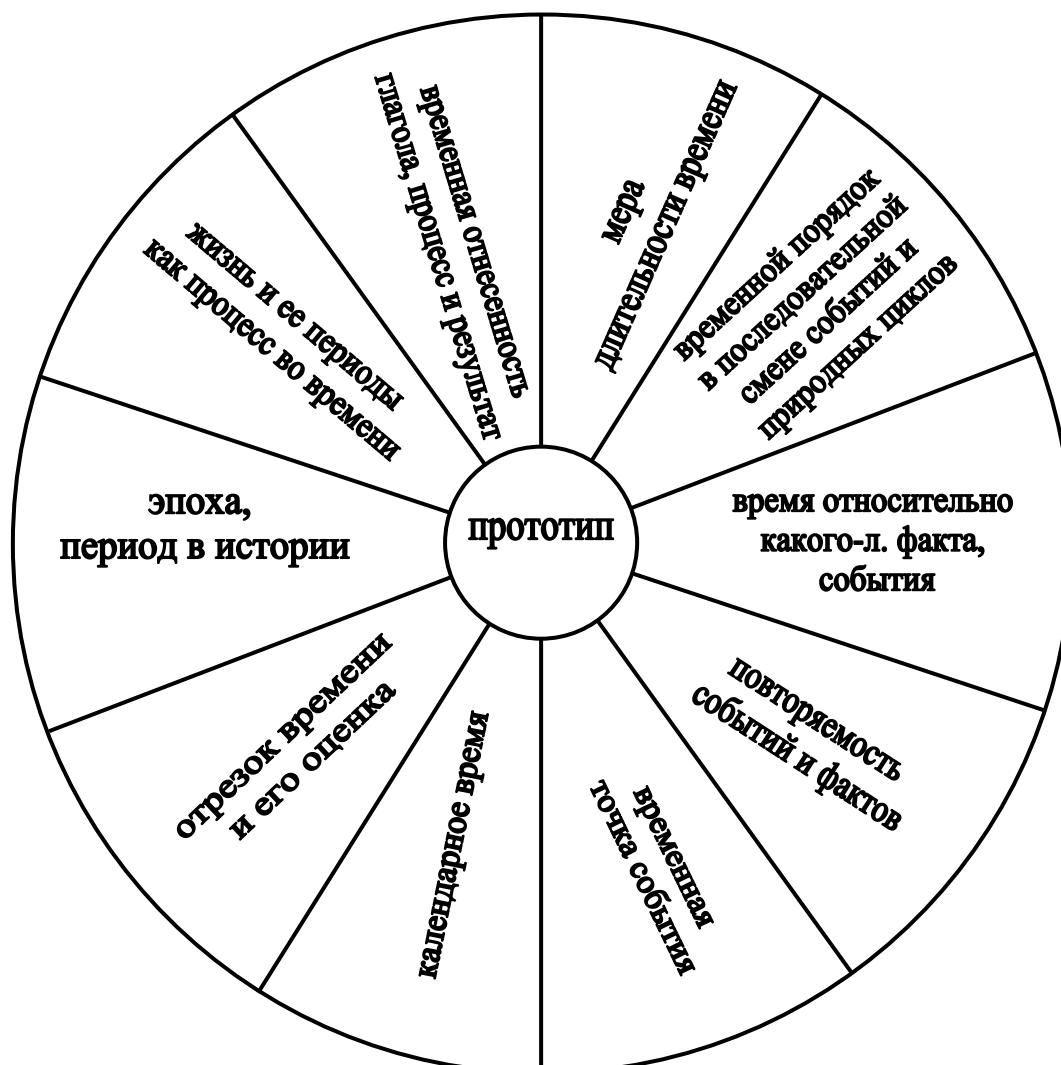 временная отнесенность
глагола, процесс и результат
мера
длительности времени
временной порядок
в последовательной
смене событий и
природных циклов
жизнь и ее периоды
как процесс во времени
эпоха,
период в истории
прототип
время относительно
какого-л. факта,
события
отрезок времени
и его оценка
календарное время
временная
точка события
повторяемость
событий и фактов